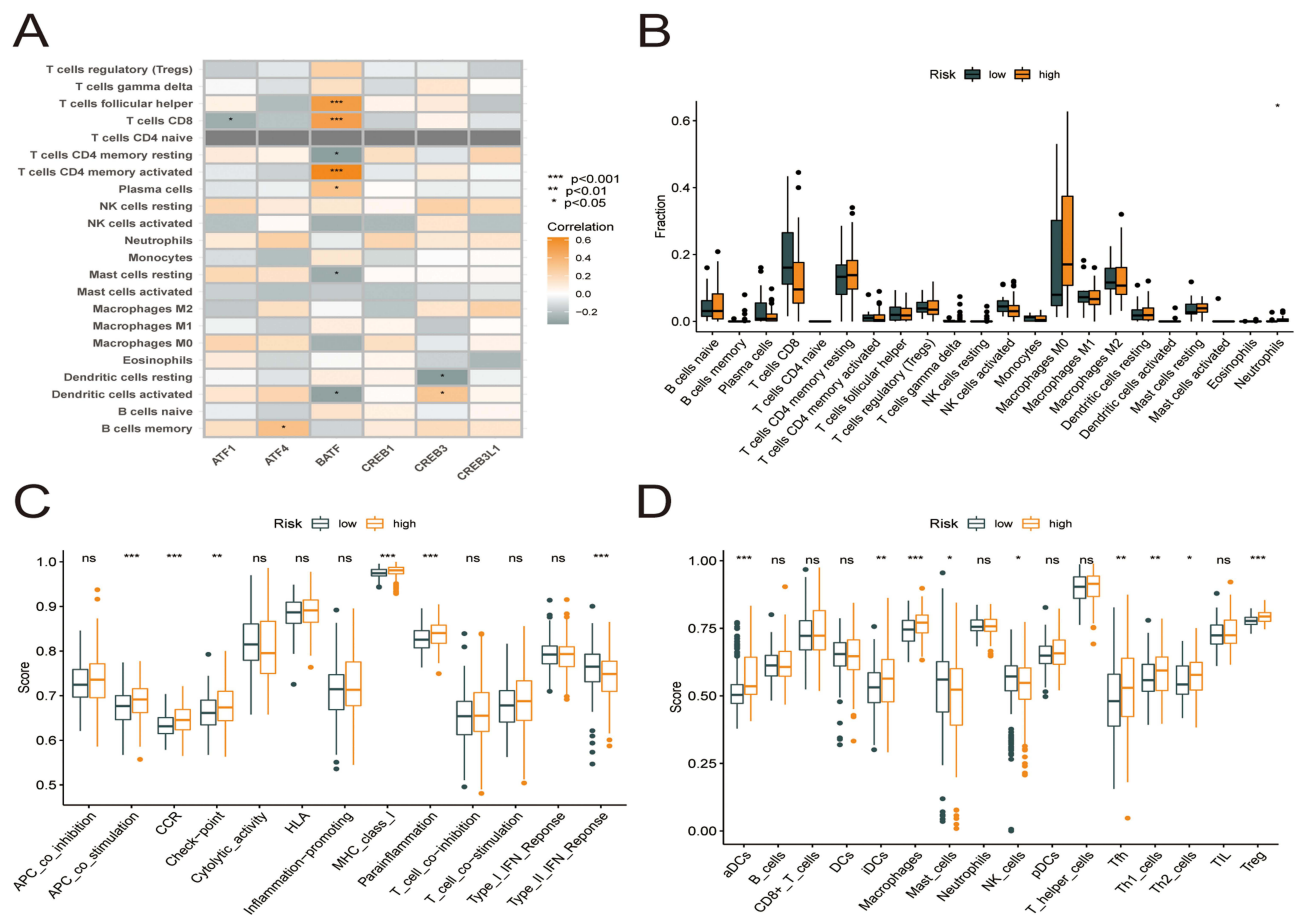 A
T cells regulatory (Tregs)
T cells gamma delta
T cells follicular helper
***
T cells CD8
*
***
T cells CD4 naive
T cells CD4 memory resting
*
T cells CD4 memory activated
***
Plasma cells
*
NK cells resting
NK cells activated
Neutrophils
Monocytes
Mast cells resting
*
Mast cells activated
Macrophages M2
Macrophages M1
Macrophages M0
Eosinophils
Dendritic cells resting
*
Dendritic cells activated
*
*
B cells naive
B cells memory
*
ATF1
ATF4
BATF
CREB1
CREB3
CREB3L1
*** p<0.001
** p<0.01
* p<0.05
Correlation
0.6
0.4
0.2
0.0
−0.2
B
Risk low high
*
Fraction
0.6
0.4
0.2
0.0
B cells naive
B cells memory
Plasma cells
T cells CD8
T cells CD4 naive
T cells CD4 memory resting
T cells CD4 memory activated
T cells follicular helper
T cells regulatory (Tregs)
T cells gamma delta
NK cells resting
NK cells activated
Monocytes
Macrophages M0
Macrophages M1
Macrophages M2
Dendritic cells resting
Dendritic cells activated
Mast cells resting
Mast cells activated
Eosinophils
Neutrophils
C
Risk low high
ns *** *** ** ns ns ns *** *** ns ns ns ***
Score
1.0
0.9
0.8
0.7
0.6
0.5
APC_co_inhibition
APC_co_stimulation
CCR
Check−point
Cytolytic_activity
HLA
Inflammation−promoting
MHC_class_I
Parainflammation
T_cell_co−inhibition
T_cell_co−stimulation
Type_I_IFN_Reponse
Type_II_IFN_Reponse
D
Risk low high
*** ns ns ns ** *** * ns * ns ns ** ** * ns ***
Score
1.00
0.75
0.50
0.25
0.00
aDCs
B_cells
CD8+_T_cells
DCs
iDCs
Macrophages
Mast_cells
Neutrophils
NK_cells
pDCs
T_helper_cells
Tfh
Th1_cells
Th2_cells
TIL
Treg